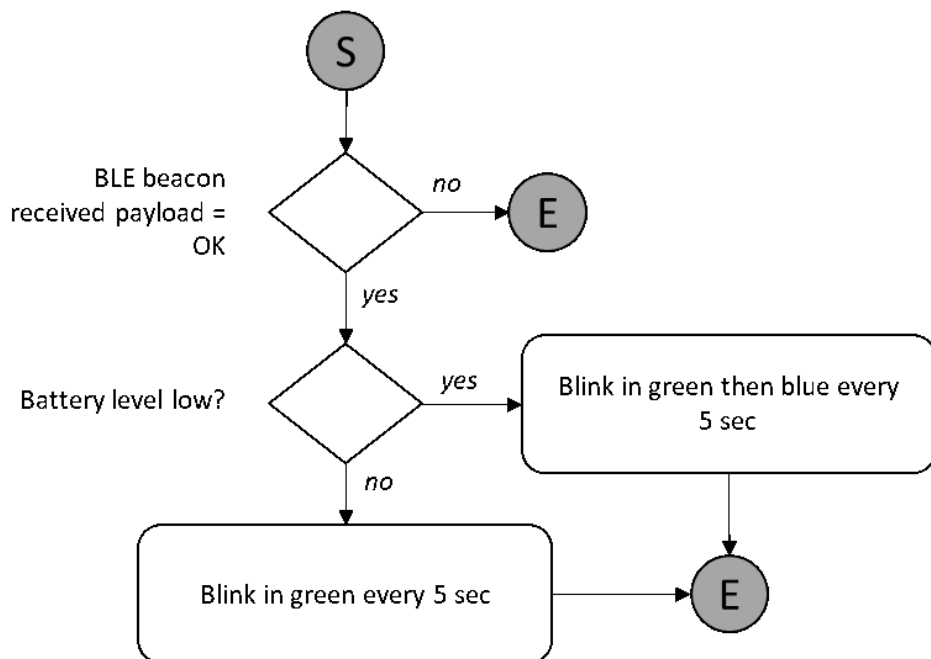 S
BLE beacon
received payload =
OK
no
E
yes
Battery level low?
yes
Blink in green then blue every
5 sec
no
Blink in green every 5 sec
E